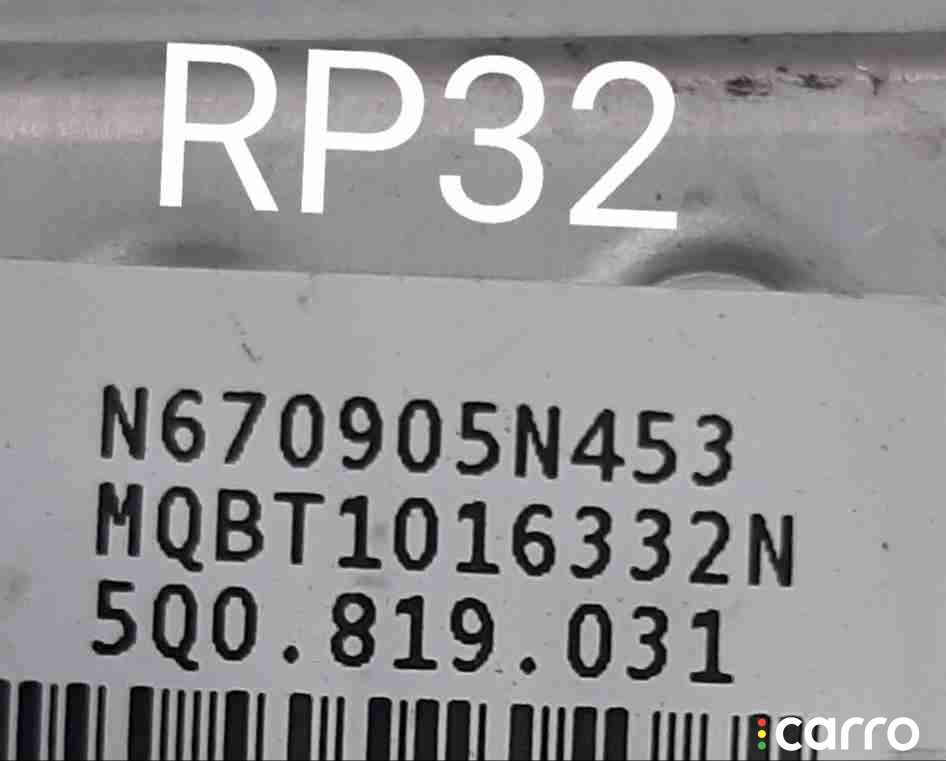 RP32
N670905N453
MQBT1016332N
5Q0.819.031
carro